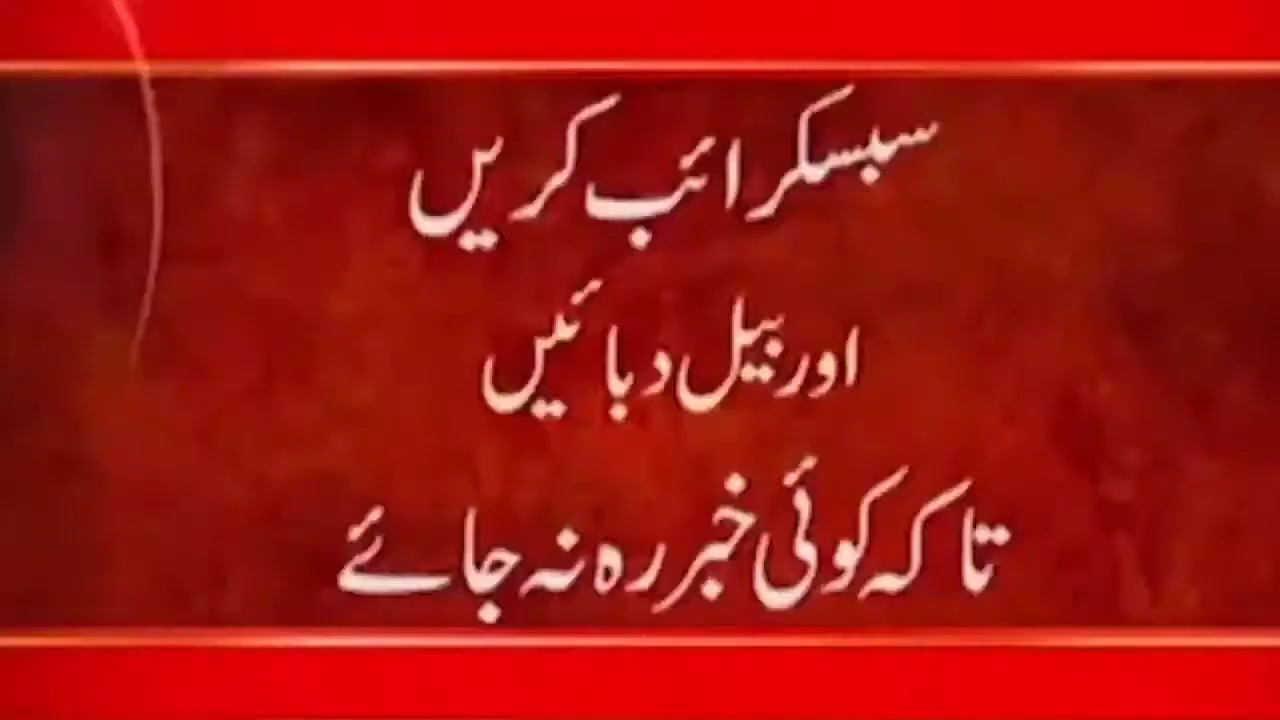 سبسکرائب کریں
اور بیل دبائیں
تاکہ کوئی خبر رہ نہ جائے